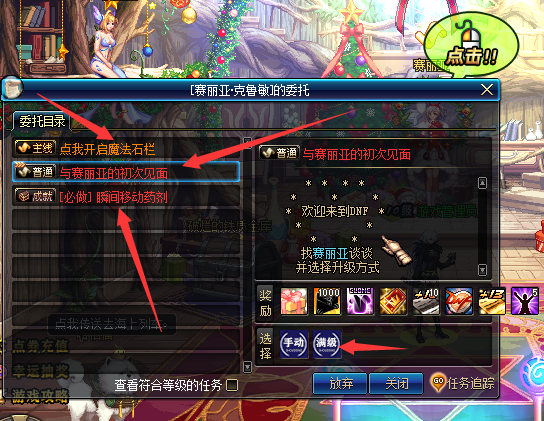 点击!!
赛丽亚
[赛丽亚·克鲁敏]的委托
委托目录
主线 点我开启魔法石栏
普通 与赛丽亚的初次见面
成就 [必做] 瞬间移动药剂
点我传送去海上列车
点券充值
幸运抽奖
游戏攻略
查看符合等级的任务
普通 与赛丽亚的初次见面
* * * *
* *
* 欢迎来到DNF *
* *
* *
*
找赛丽亚谈谈
并选择升级方式
奖励
1000
10
5
选择
手动
满级
放弃
关闭
GO 任务追踪